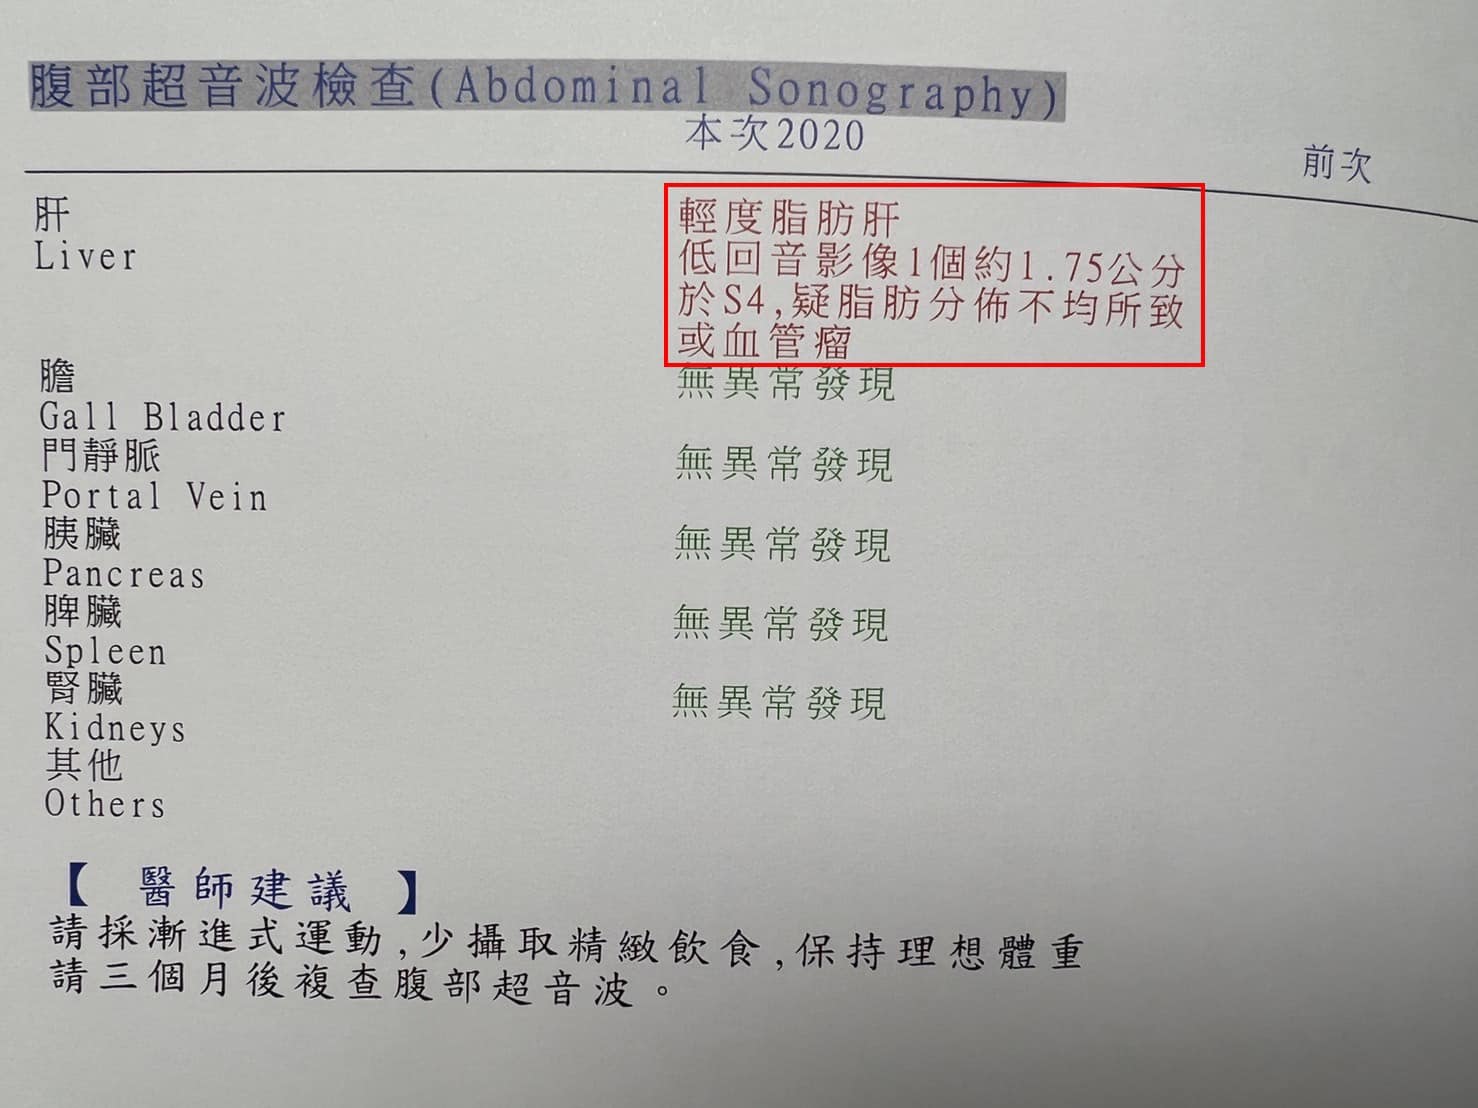 腹部超音波檢查(Abdominal Sonography)
本次2020
前次
肝
Liver
輕度脂肪肝
低回音影像1個約1.75公分
於S4,疑脂肪分佈不均所致
或血管瘤
膽
Gall Bladder
無異常發現
門靜脈
Portal Vein
無異常發現
胰臟
Pancreas
無異常發現
脾臟
Spleen
無異常發現
腎臟
Kidneys
無異常發現
其他
Others
【 醫師建議 】
請採漸進式運動,少攝取精緻飲食,保持理想體重
請三個月後複查腹部超音波。